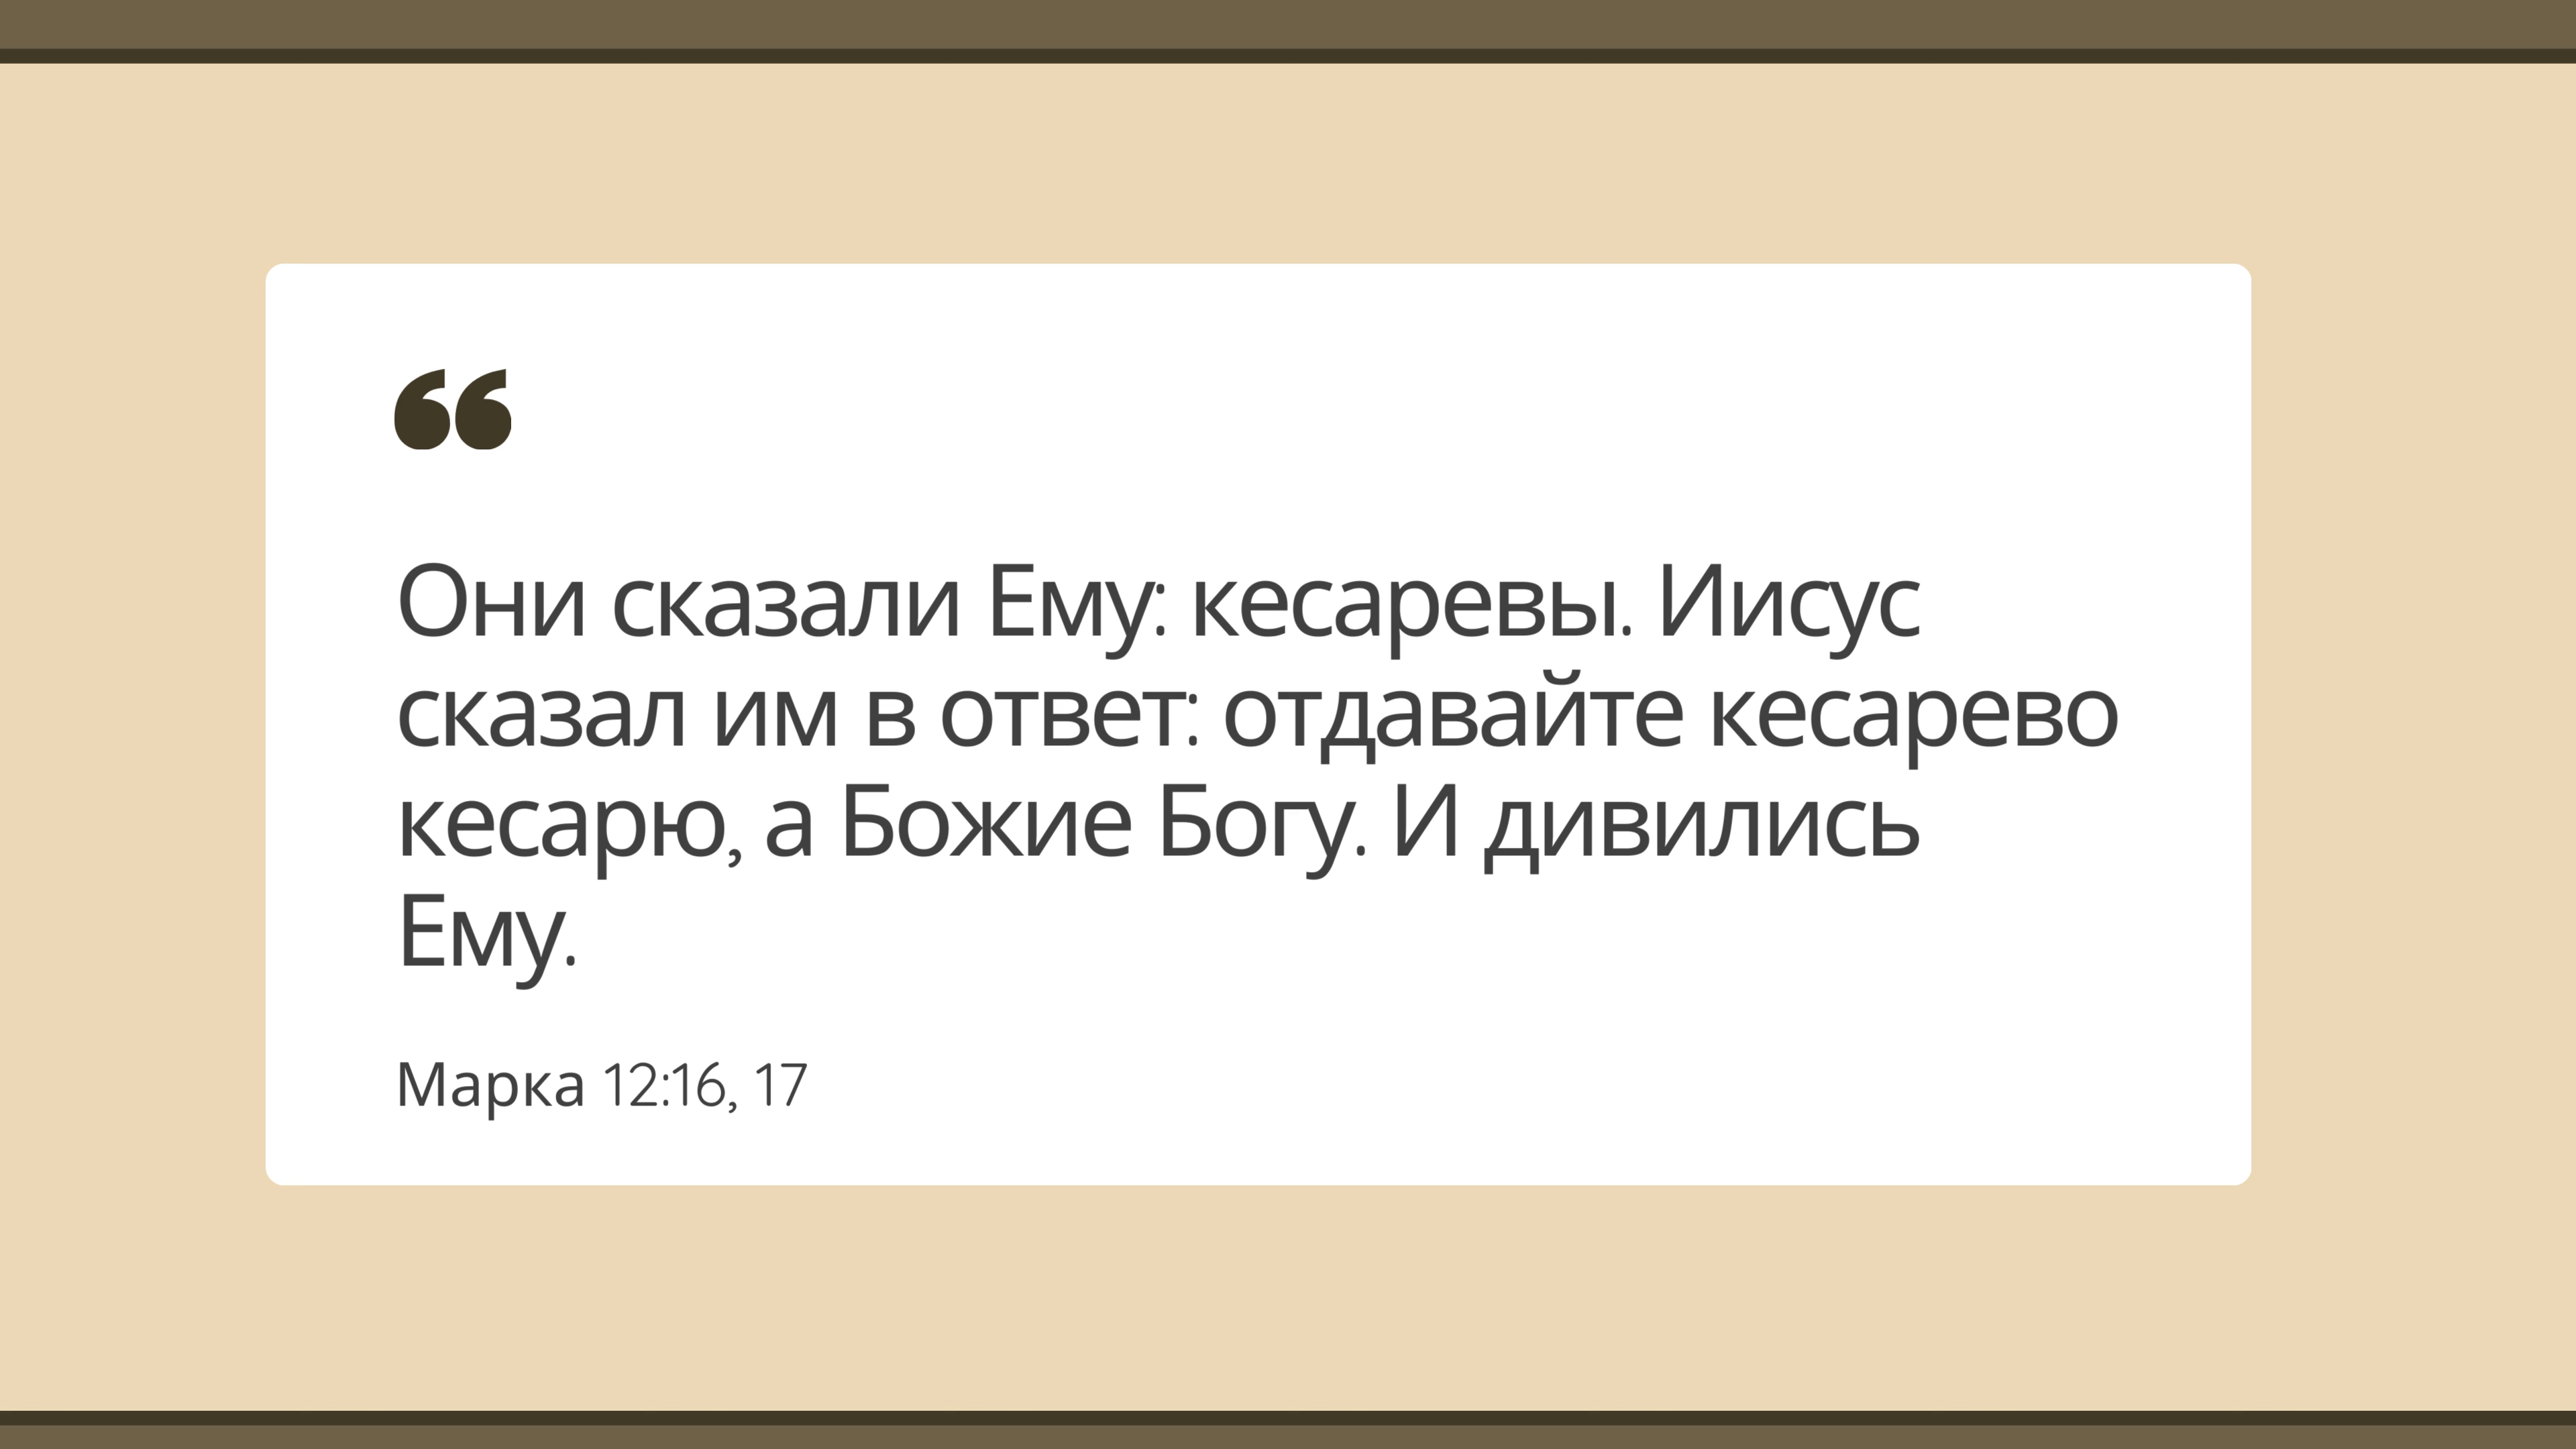 “
Они сказали Ему: кесаревы. Иисус
сказал им в ответ: отдавайте кесарево
кесарю, а Божие Богу. И дивились
Ему.
Марка 12:16, 17